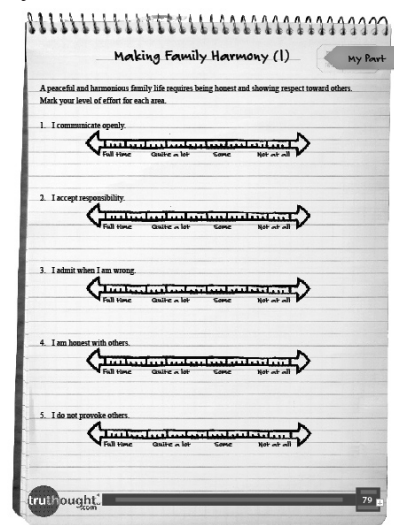 Making Family Harmony (1)
My Part
A peaceful and harmonious family life requires being honest and showing respect toward others.
Mark your level of effort for each area.
1. I communicate openly.
Full time Quite a lot Some Not at all
2. I accept responsibility.
Full time Quite a lot Some Not at all
3. I admit when I am wrong.
Full time Quite a lot Some Not at all
4. I am honest with others.
Full time Quite a lot Some Not at all
5. I do not provoke others.
Full time Quite a lot Some Not at all
truthought
.com
79